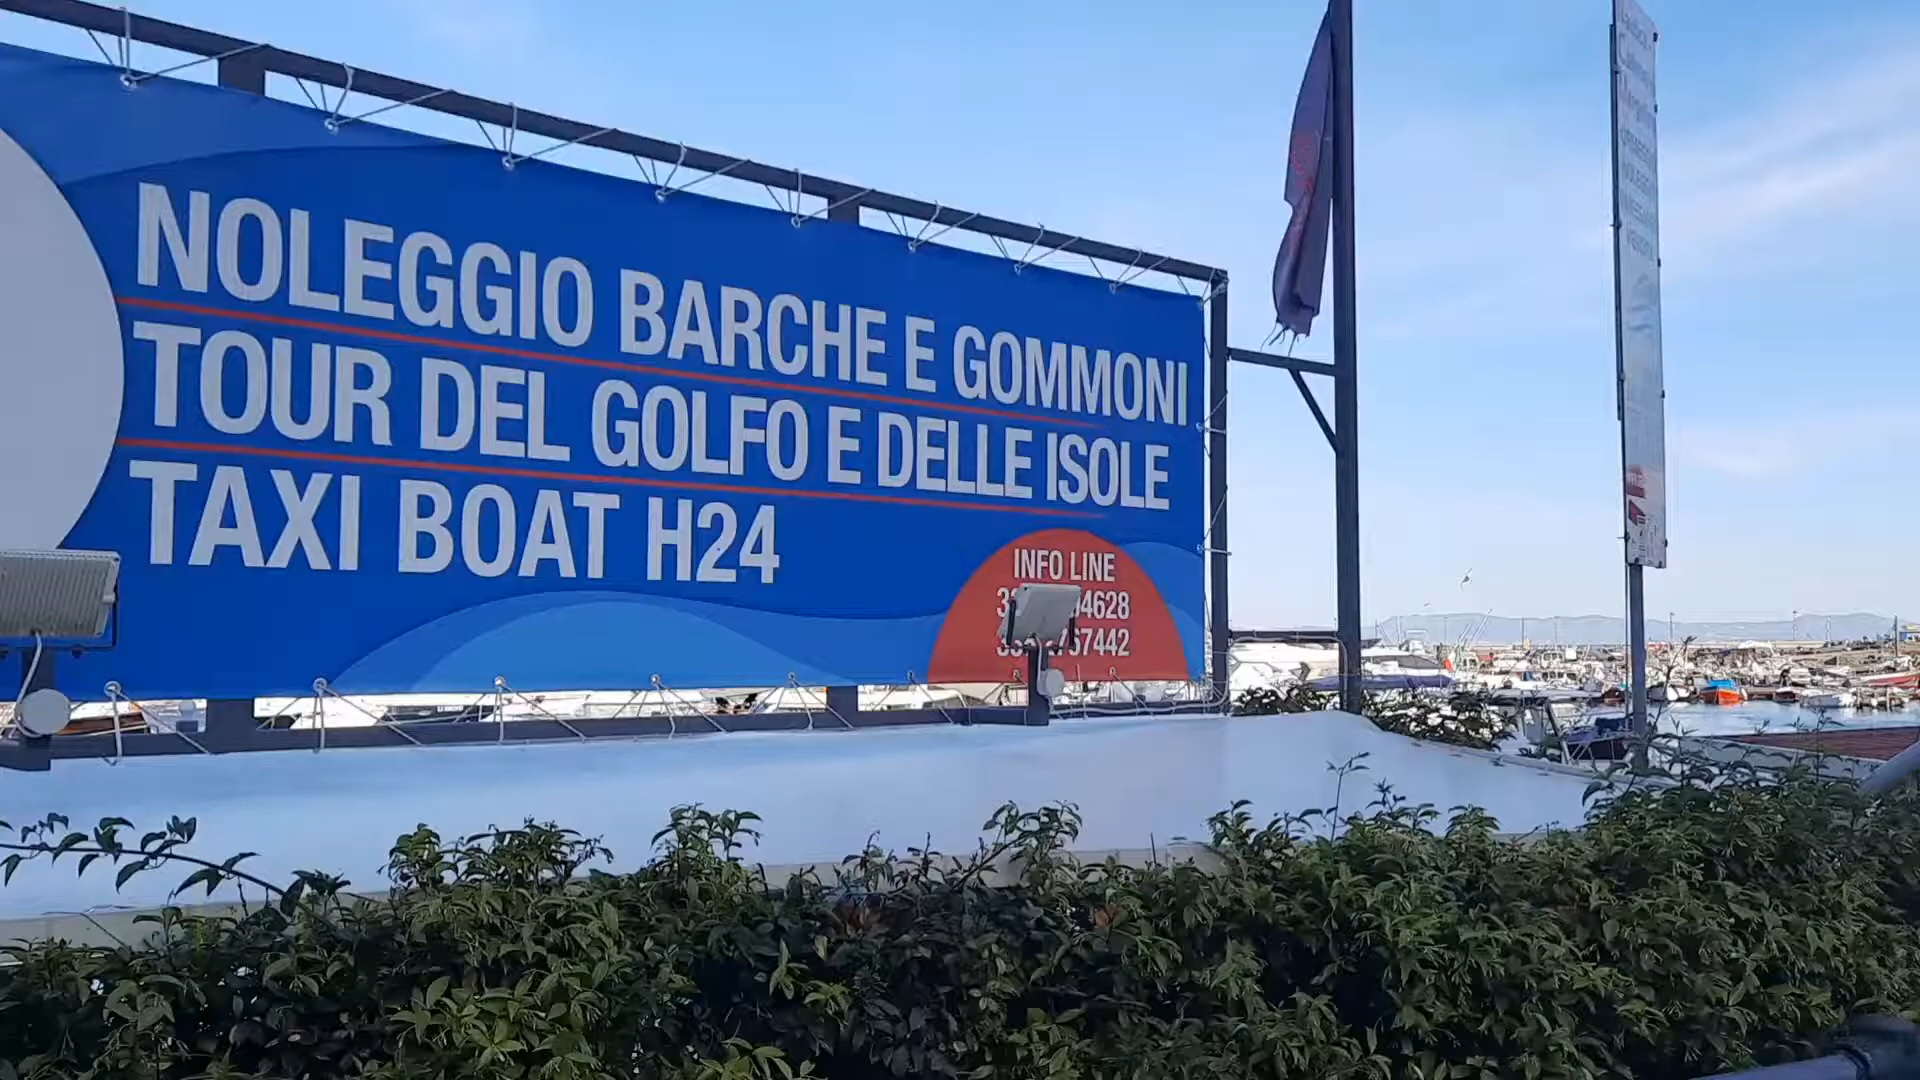 NOLEGGIO BARCHE E GOMMONI
TOUR DEL GOLFO E DELLE ISOLE
TAXI BOAT H24
INFO LINE